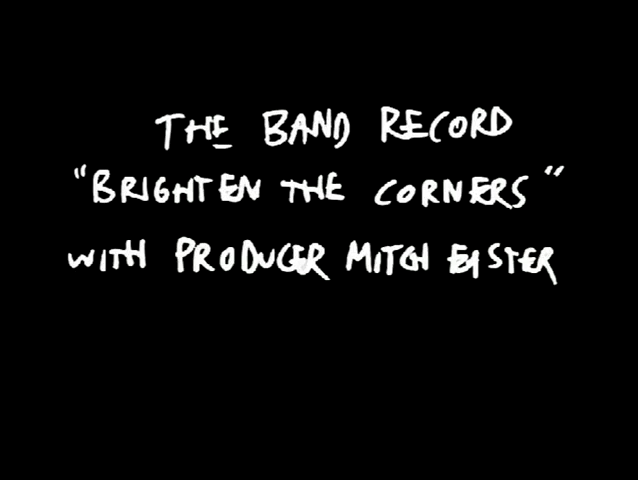 THE BAND RECORD
"BRIGHTEN THE CORNERS"
WITH PRODUCER MITCH EASTER